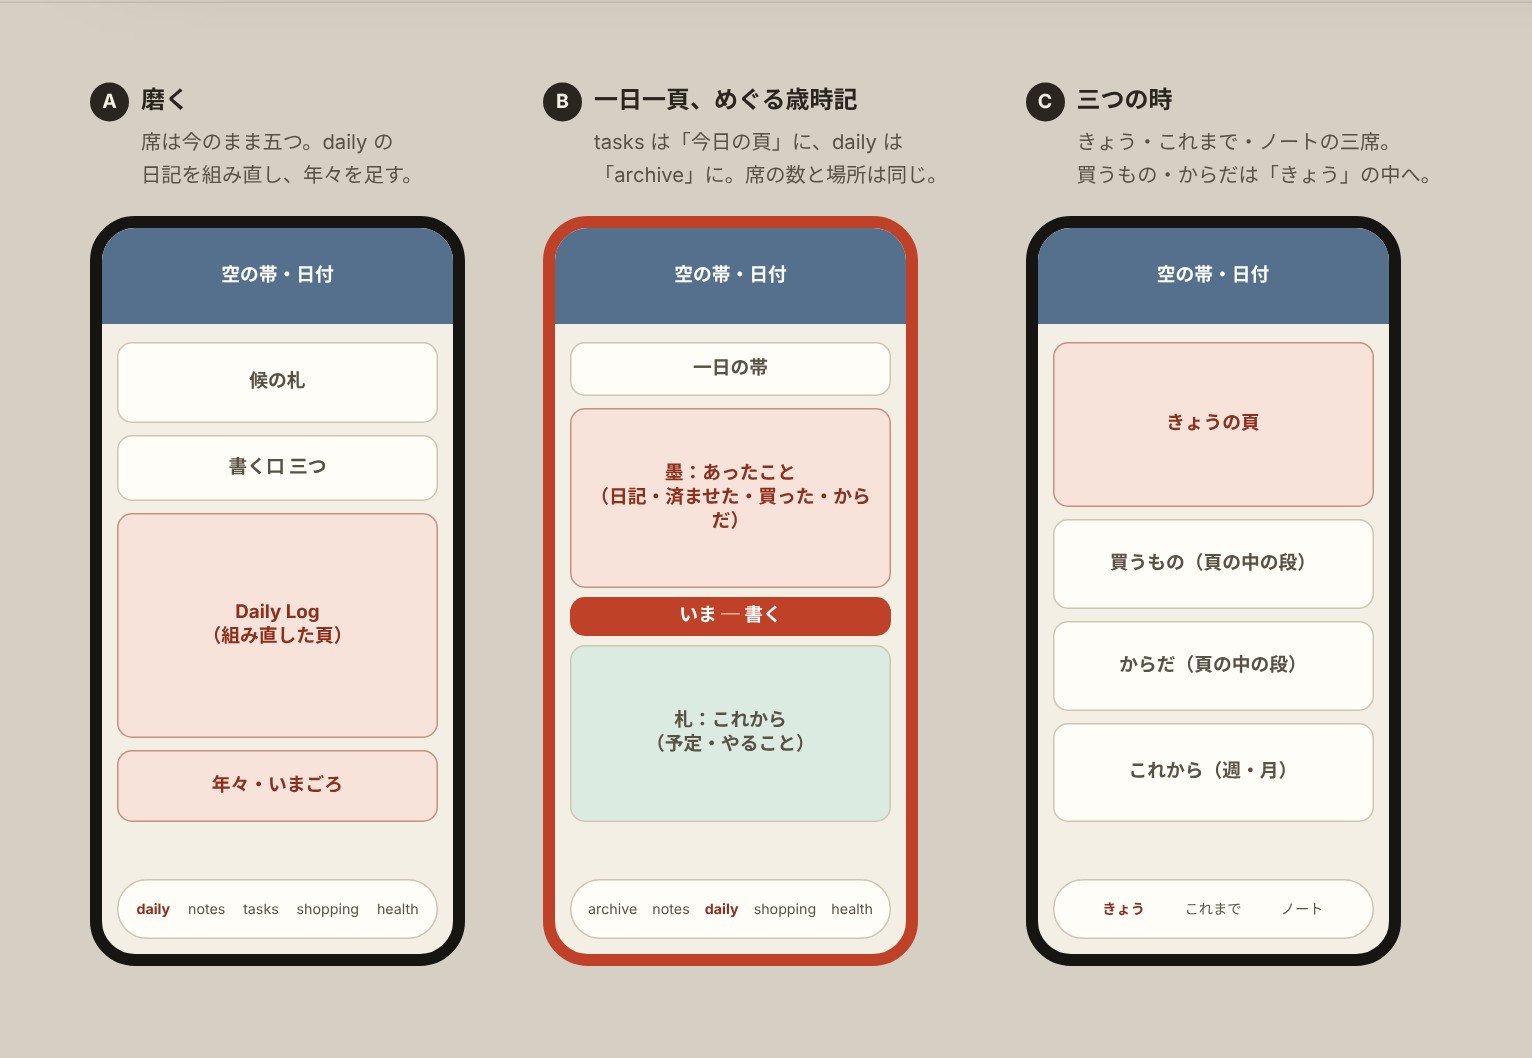 A 磨く
席は今のまま五つ。daily の
日記を組み直し、年々を足す。
空の帯・日付
候の札
書く口 三つ
Daily Log
（組み直した頁）
年々・いまごろ
daily notes tasks shopping health
B 一日一頁、めぐる歳時記
tasks は「今日の頁」に、daily は
「archive」に。席の数と場所は同じ。
空の帯・日付
一日の帯
墨：あったこと
（日記・済ませた・買った・から
だ）
いま — 書く
札：これから
（予定・やること）
archive notes daily shopping health
C 三つの時
きょう・これまで・ノートの三席。
買うもの・からだは「きょう」の中へ。
空の帯・日付
きょうの頁
買うもの（頁の中の段）
からだ（頁の中の段）
これから（週・月）
きょう これまで ノート